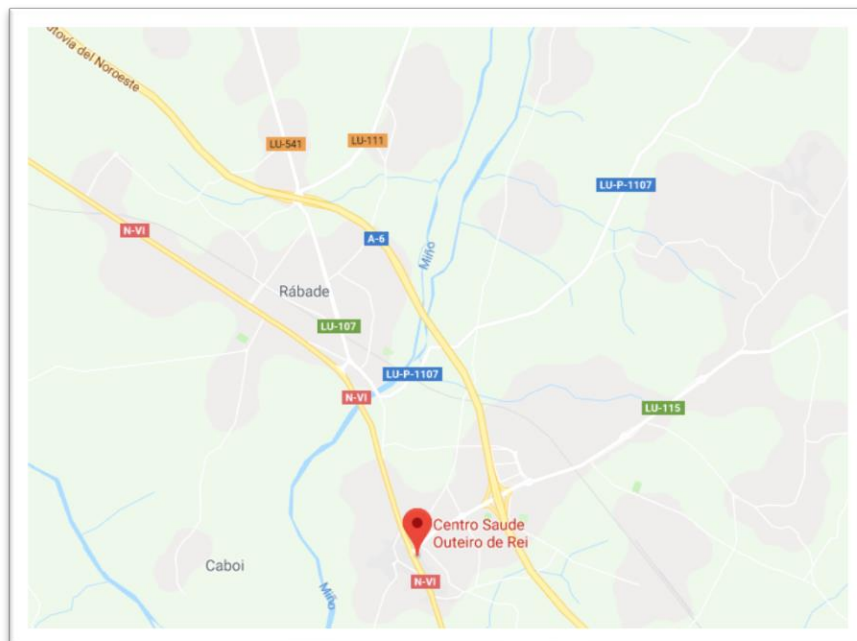 utovía del Noroeste
LU-541
LU-111
LU-P-1107
N-VI
A-6
Miño
Rábade
LU-107
LU-P-1107
N-VI
LU-115
Centro Saude
Outeiro de Rei
Caboi
N-VI
Miño